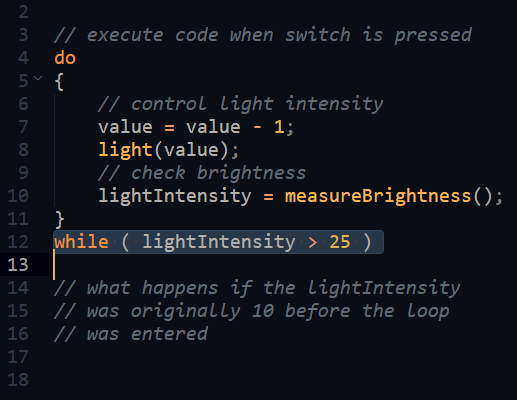 2
3 // execute code when switch is pressed
4 do
5 {
6 // control light intensity
7 value = value - 1;
8 light(value);
9 // check brightness
10 lightIntensity = measureBrightness();
11 }
12 while ( lightIntensity > 25 )
13
14 // what happens if the lightIntensity
15 // was originally 10 before the loop
16 // was entered
17
18